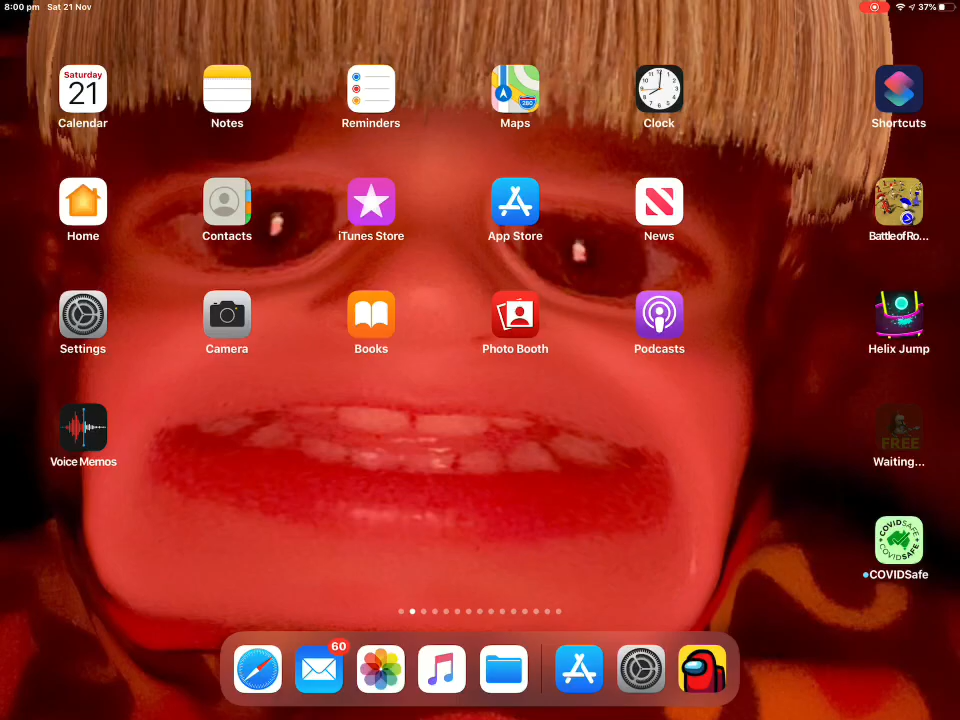 8:00 pm Sat 21 Nov
37%
Saturday
21
Calendar
Notes
Reminders
280
Maps
Clock
Shortcuts
Home
Contacts
iTunes Store
App Store
News
Battle of Ro...
Settings
Camera
Books
Photo Booth
Podcasts
Helix Jump
Voice Memos
FREE
Waiting...
COVIDSAFE
COVIDSAFE
COVIDSafe
60